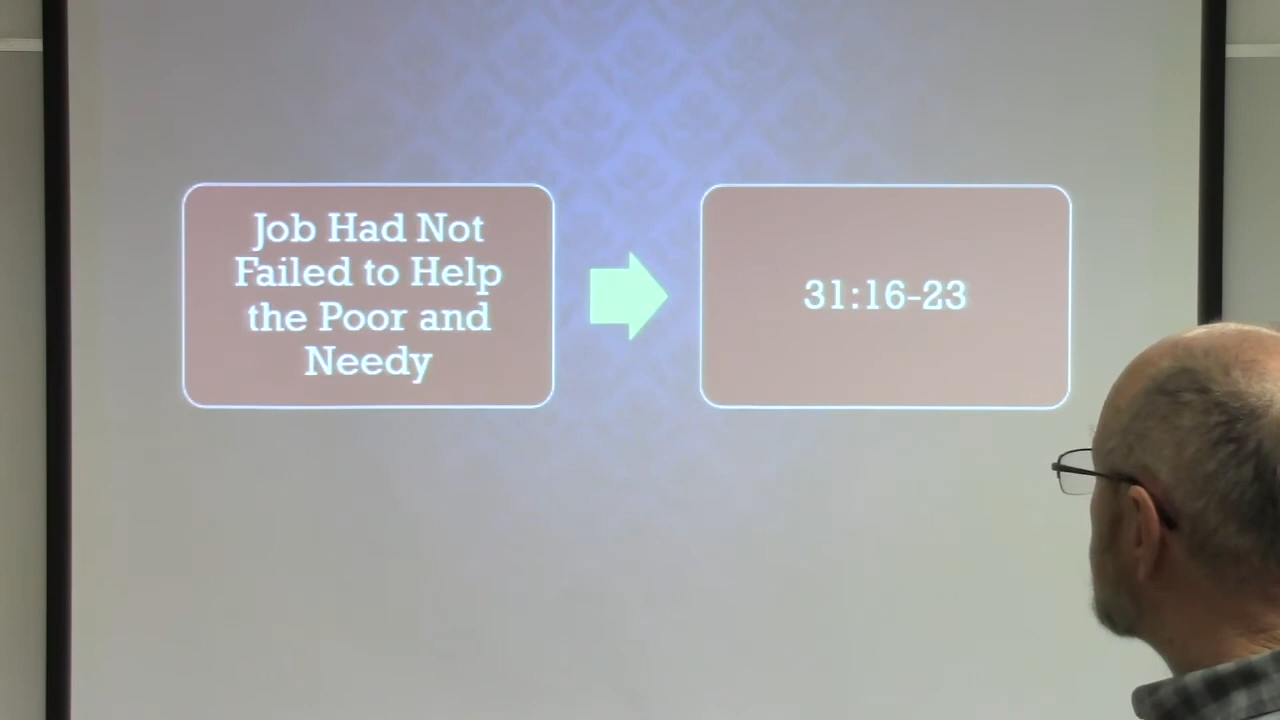 Job Had Not
Failed to Help
the Poor and
Needy
31:16-23